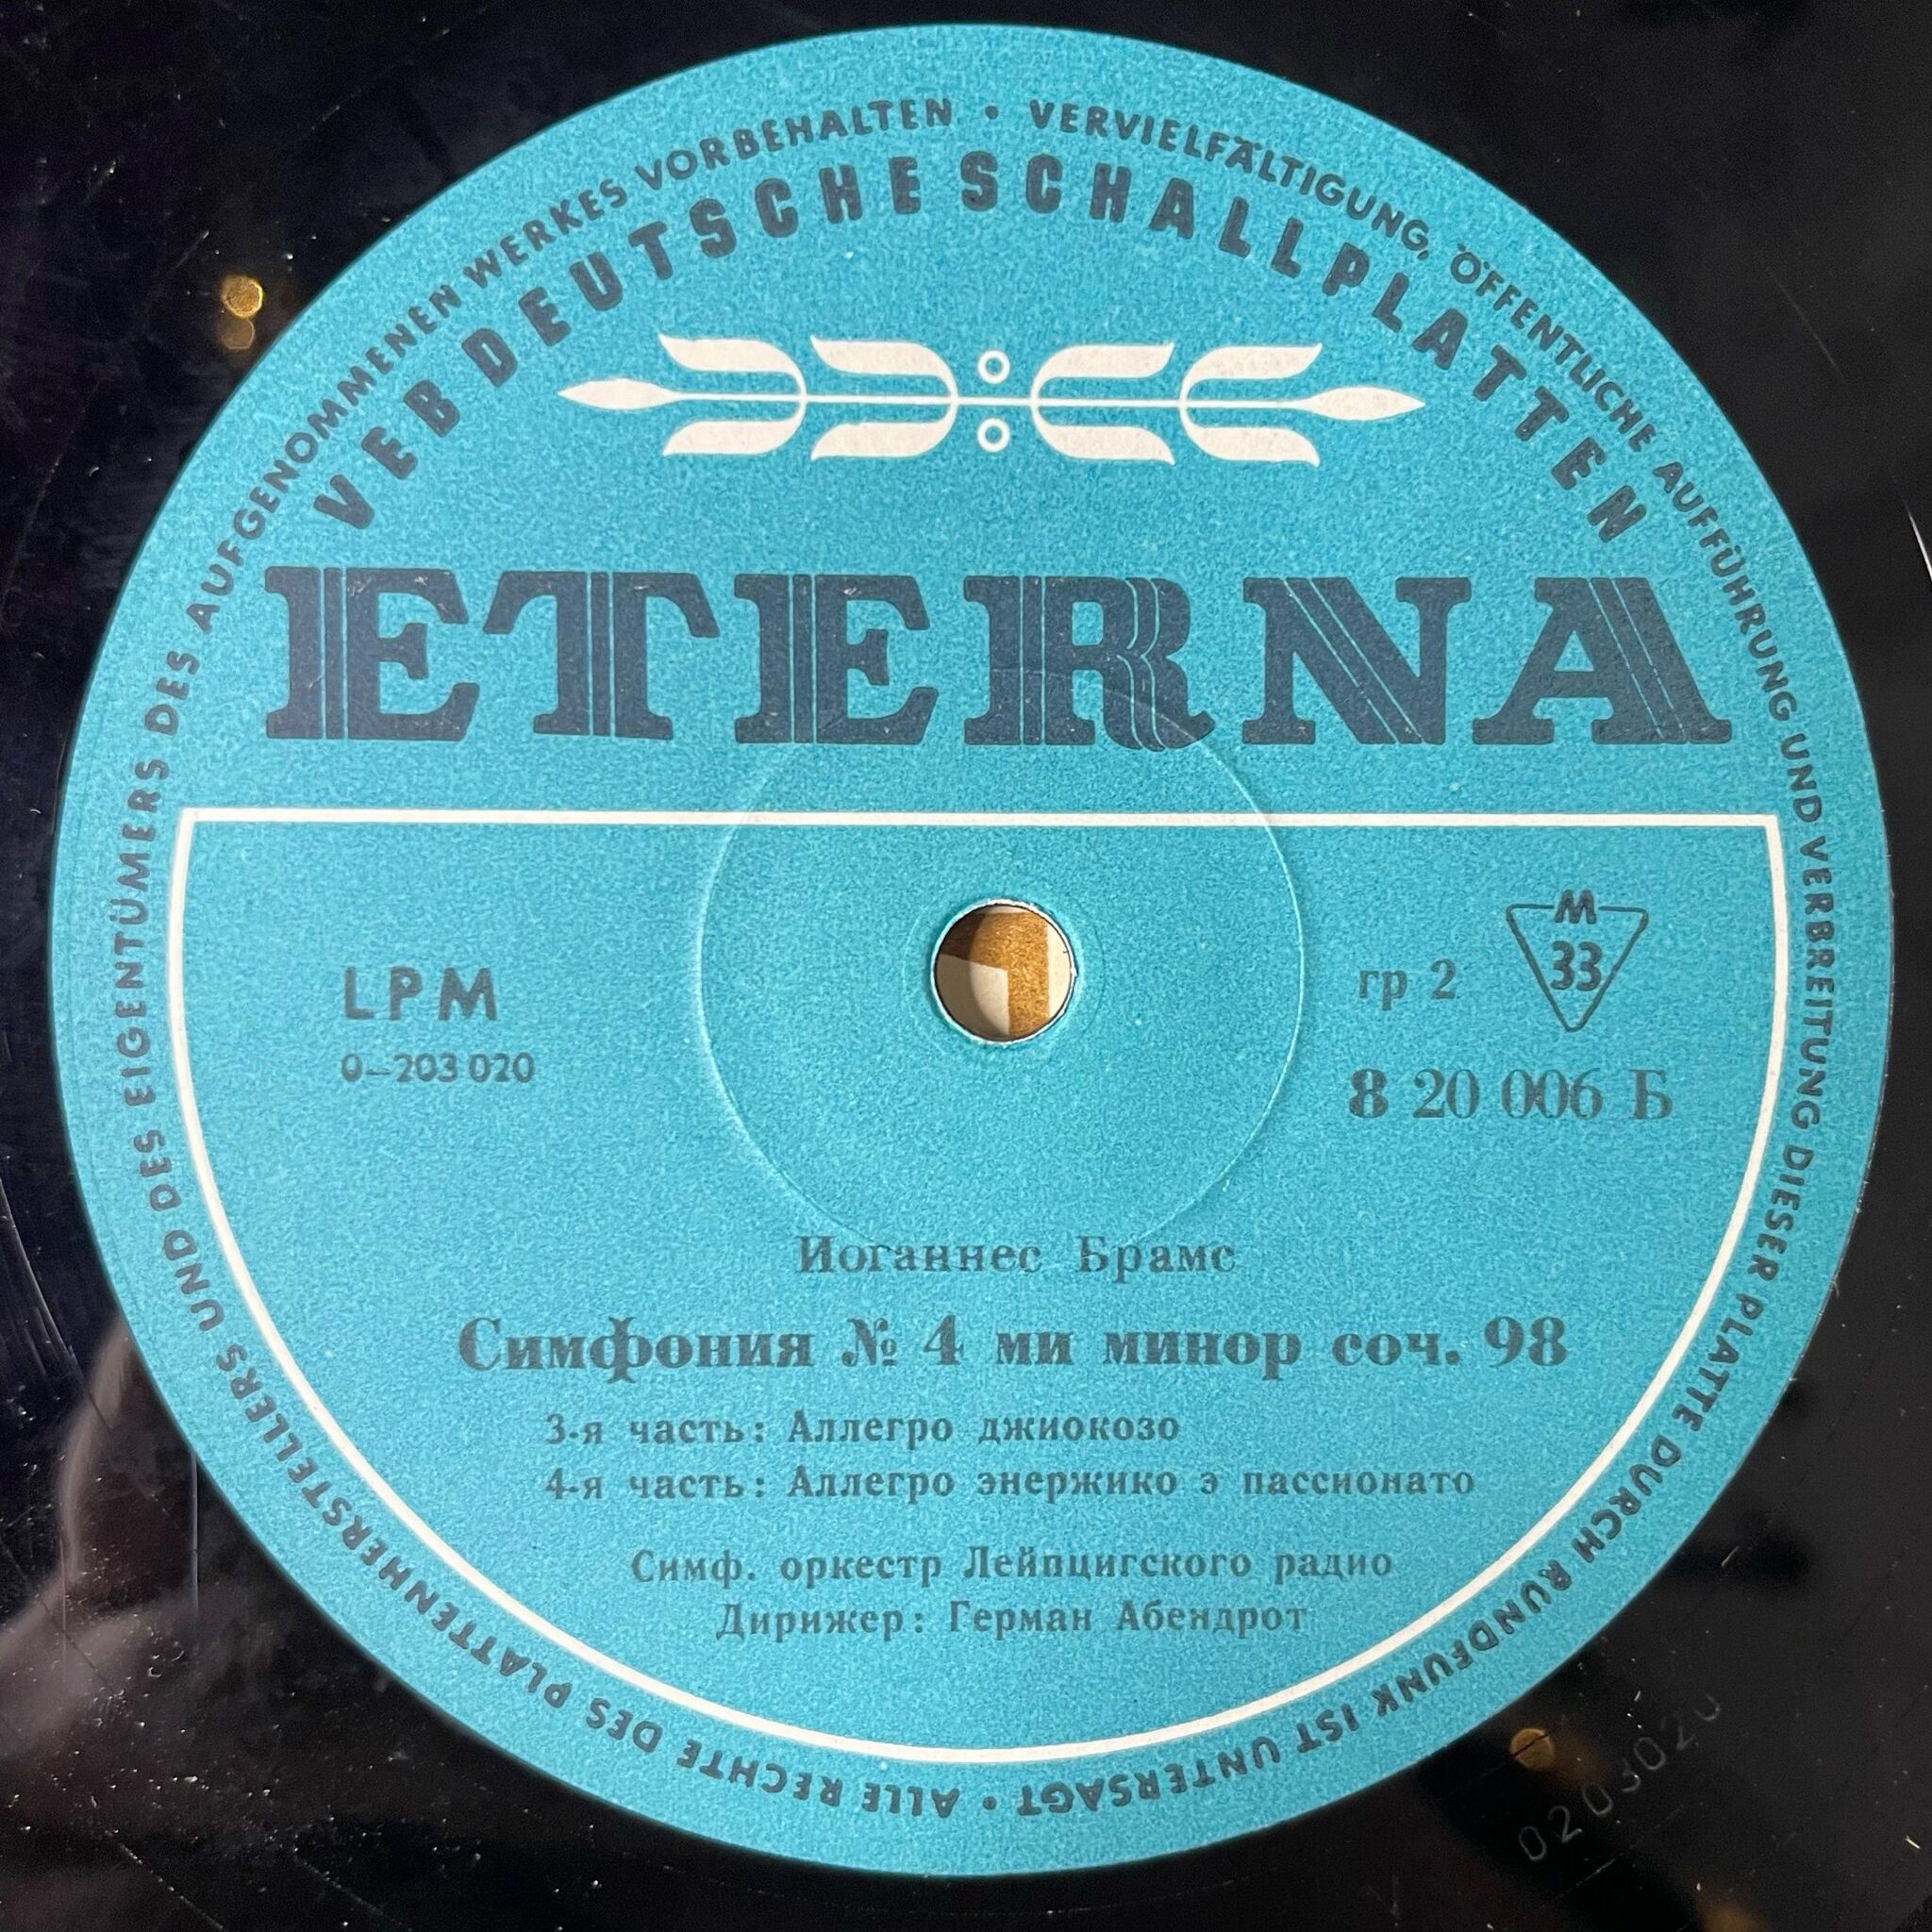 ALLE RECHTE DES PLATTENHERSTELLERS UND DES EIGENTÜMERS DES AUFGENOMMENEN WERKES VORBEHALTEN • VERVIELFÄLTIGUNG, ÖFFENTLICHE AUFFÜHRUNG UND VERBREITUNG DIESER PLATTE DURCH RUNDFUNK IST UNTERSAGT •
VEB DEUTSCHE SCHALLPLATTEN
ETERNA
M
33
LPM
гр 2
0–203 020
8 20 006 Б
Иоганнес Брамс
Симфония № 4 ми минор соч. 98
3-я часть: Аллегро джиокозо
4-я часть: Аллегро энержико э пассионато
Симф. оркестр Лейпцигского радио
Дирижер: Герман Абендрот
0203020